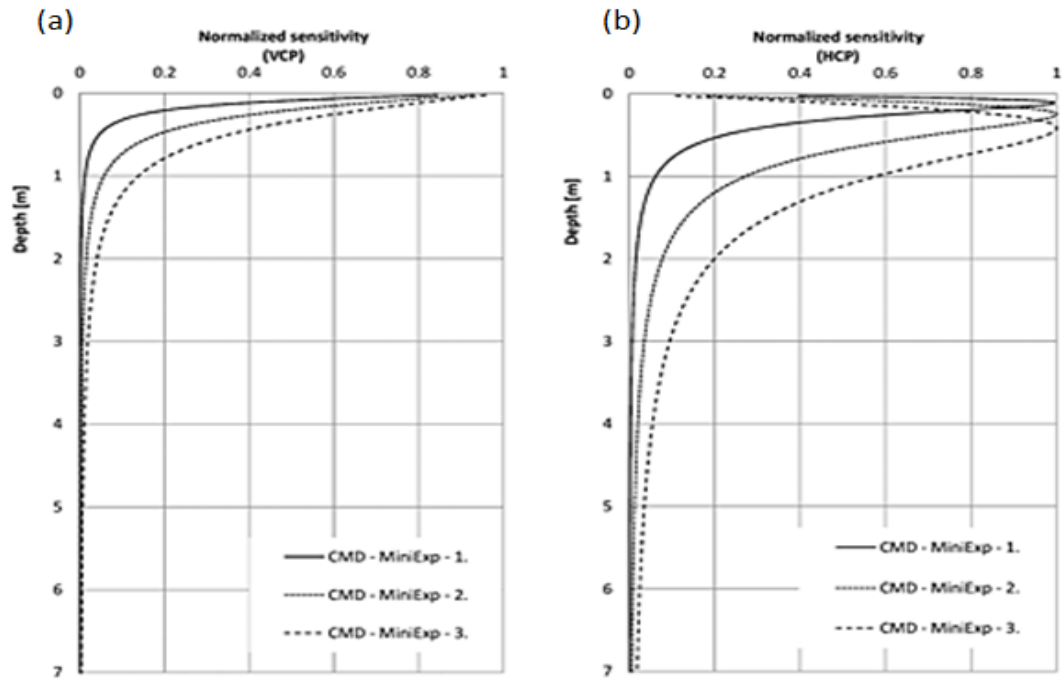 (a)
Normalized sensitivity
(VCP)
0 0.2 0.4 0.6 0.8 1
0
1
2
3
4
5
6
7
Depth [m]
CMD - MiniExp - 1.
CMD - MiniExp - 2.
CMD - MiniExp - 3.
(b)
Normalized sensitivity
(HCP)
0 0.2 0.4 0.6 0.8 1
0
1
2
3
4
5
6
7
Depth [m]
CMD - MiniExp - 1.
CMD - MiniExp - 2.
CMD - MiniExp - 3.